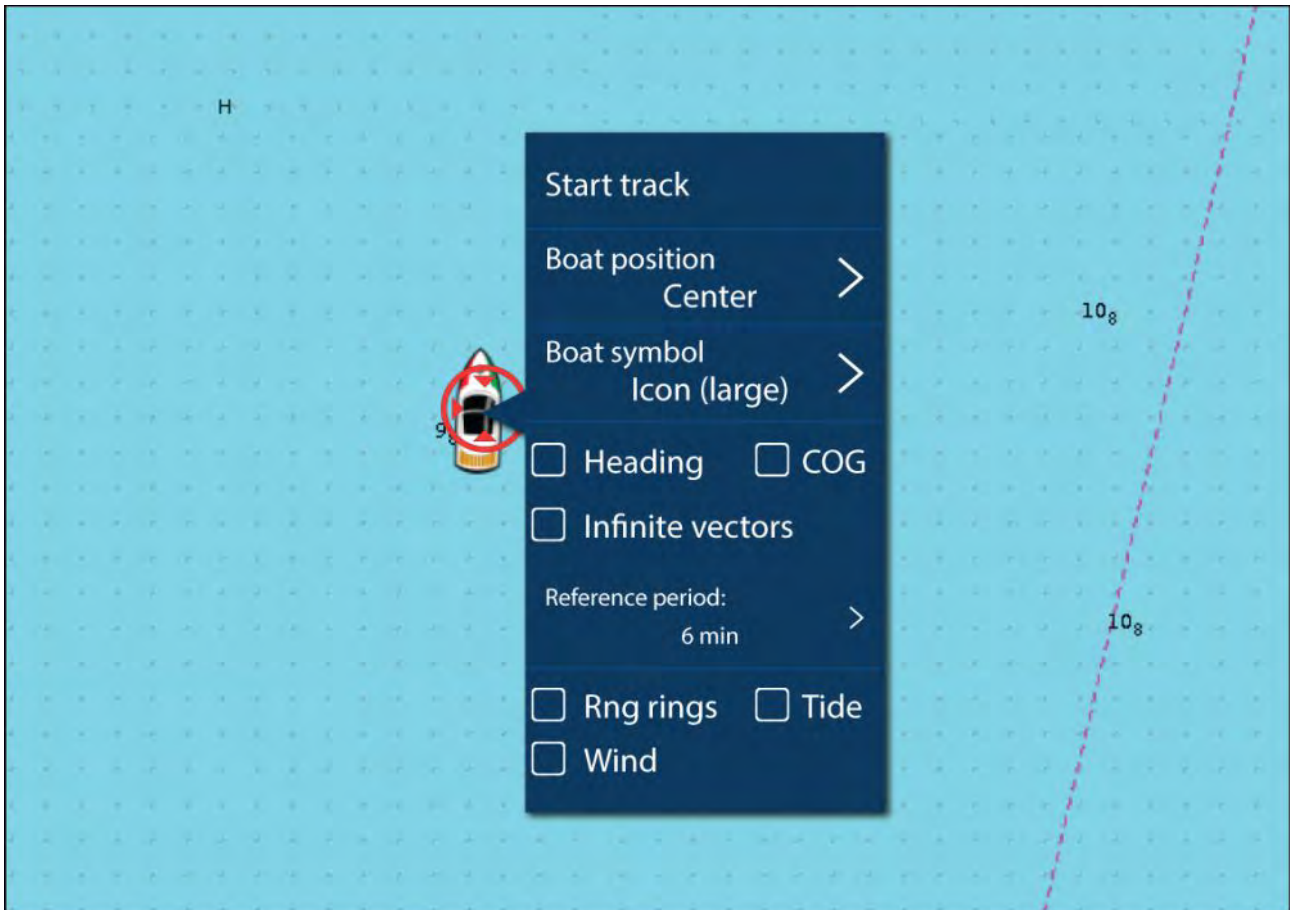 H
Start track
Boat position
Center
10₈
Boat symbol
Icon (large)
9
Heading COG
Infinite vectors
Reference period:
6 min
10₈
Rng rings Tide
Wind